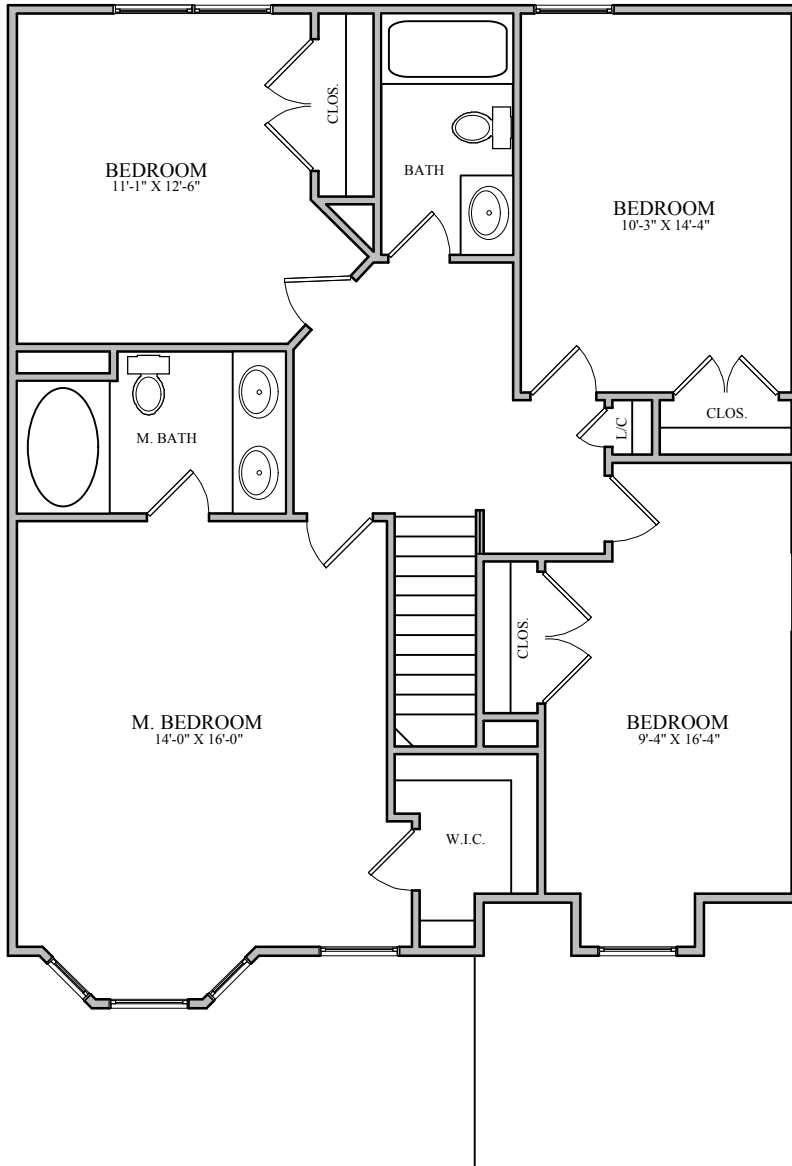 CLOS.
BEDROOM
11'-1" X 12'-6"
BATH
BEDROOM
10'-3" X 14'-4"
M. BATH
L/C
CLOS.
CLOS.
M. BEDROOM
14'-0" X 16'-0"
BEDROOM
9'-4" X 16'-4"
W.I.C.